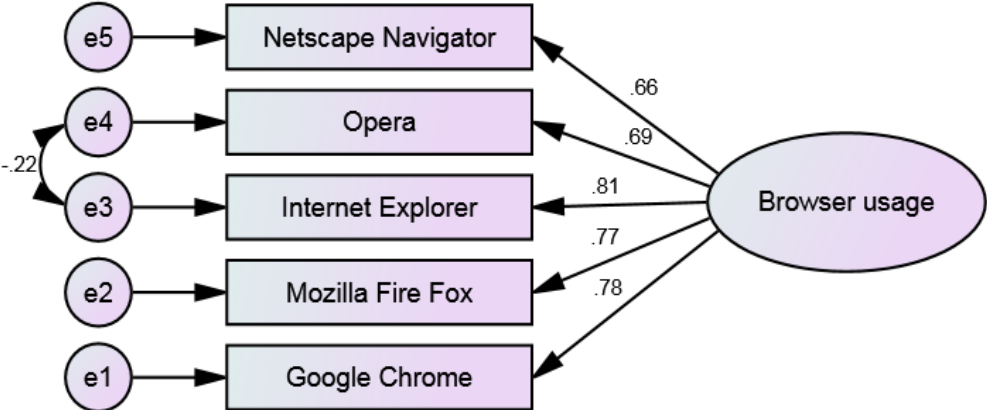 e5
Netscape Navigator
.66
e4
Opera
.69
-.22
e3
Internet Explorer
.81
Browser usage
e2
Mozilla Fire Fox
.77
e1
Google Chrome
.78